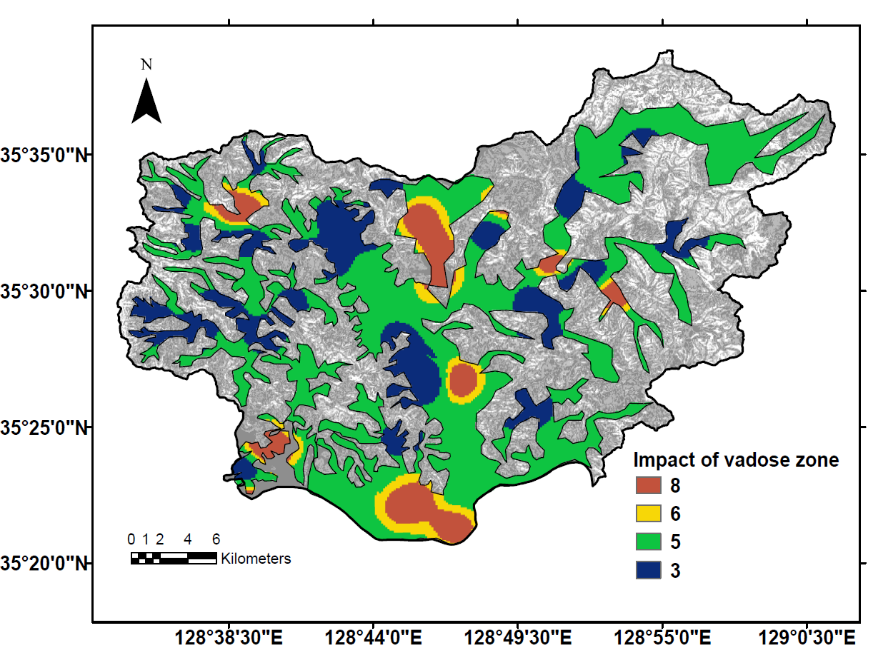 N
35°35'0"N
35°30'0"N
35°25'0"N
35°20'0"N
Impact of vadose zone
8
6
5
3
0 1 2 4 6
Kilometers
128°38'30"E 128°44'0"E 128°49'30"E 128°55'0"E 129°0'30"E